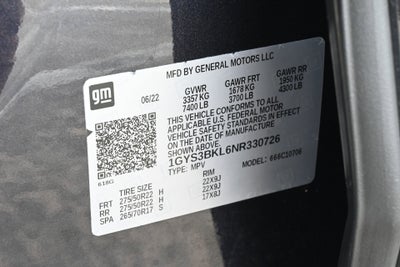 gm
MFD BY GENERAL MOTORS LLC
06/22
GVWR GAWR FRT GAWR RR
3357 KG 1678 KG 1950 KG
7400 LB 3700 LB 4300 LB
THIS VEHICLE CONFORMS TO ALL
APPLICABLE U.S. FEDERAL MOTOR
VEHICLE SAFETY STANDARDS IN
EFFECT ON THE DATE OF
MANUFACTURE SHOWN ABOVE.
1GYS3BKL6NR330726
TYPE: MPV MODEL: 668C10706
TIRE SIZE RIM
FRT 275/50R22 H 22X9J
RR 275/50R22 H 22X9J
SPA 265/70R17 S 17X8J